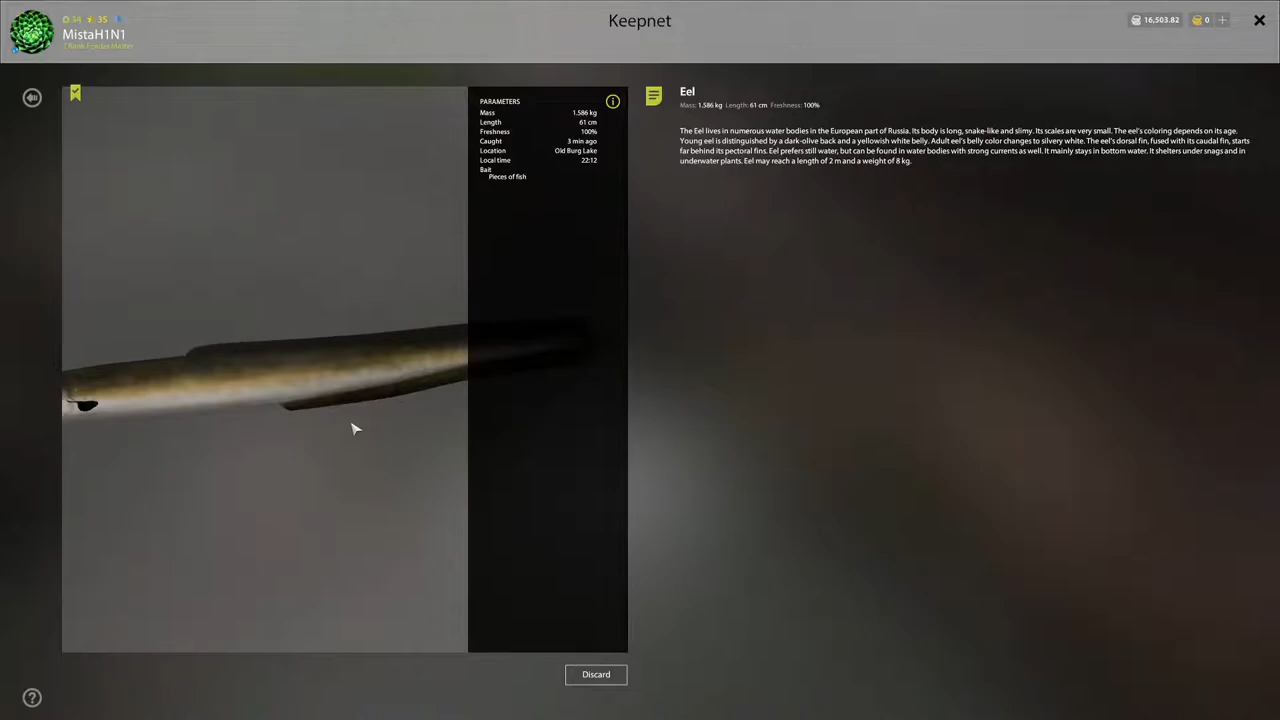 Keepnet
34 35
MistaH1N1
16,503.82 0
PARAMETERS
Mass 1.586 kg
Length 61 cm
Freshness 100%
Caught 3 min ago
Location Old Burg Lake
Local time 22:12
Bait
Pieces of fish
Eel
Mass: 1.586 kg Length: 61 cm Freshness: 100%
The Eel lives in numerous water bodies in the European part of Russia. Its body is long, snake-like and slimy. Its scales are very small. The eel's coloring depends on its age.
Young eel is distinguished by a dark-olive back and a yellowish white belly. Adult eel's belly color changes to silvery white. The eel's dorsal fin, fused with its caudal fin, starts
far behind its pectoral fins. Eel prefers still water, but can be found in water bodies with strong currents as well. It mainly stays in bottom water. It shelters under snags and in
underwater plants. Eel may reach a length of 2 m and a weight of 8 kg.
Discard